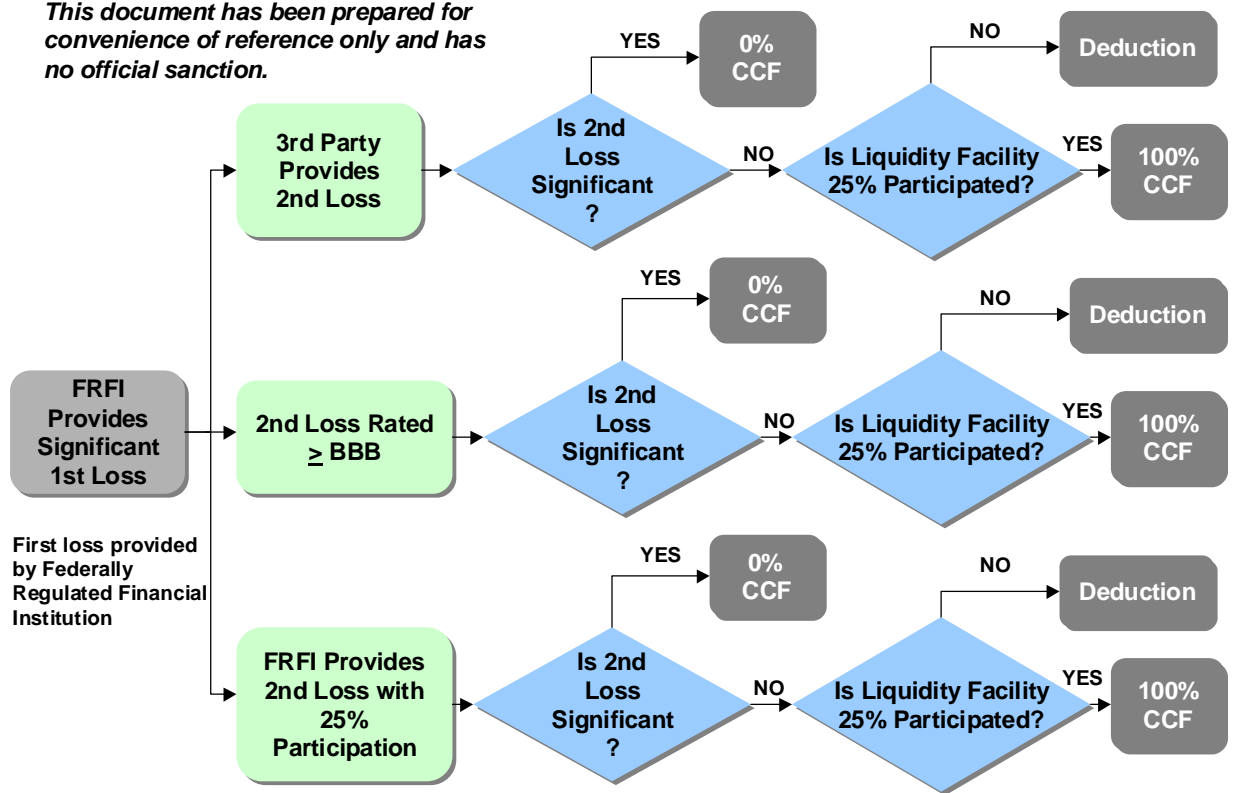 This document has been prepared for
convenience of reference only and has
no official sanction.
YES
0%
CCF
NO
Deduction
3rd Party
Provides
2nd Loss
Is 2nd
Loss
Significant
?
NO
Is Liquidity Facility
25% Participated?
YES
100%
CCF
YES
0%
CCF
NO
Deduction
FRFI
Provides
Significant
1st Loss
2nd Loss Rated
≥ BBB
Is 2nd
Loss
Significant
?
NO
Is Liquidity Facility
25% Participated?
YES
100%
CCF
First loss provided
by Federally
Regulated Financial
Institution
YES
0%
CCF
NO
Deduction
FRFI Provides
2nd Loss with
25%
Participation
Is 2nd
Loss
Significant
?
NO
Is Liquidity Facility
25% Participated?
YES
100%
CCF